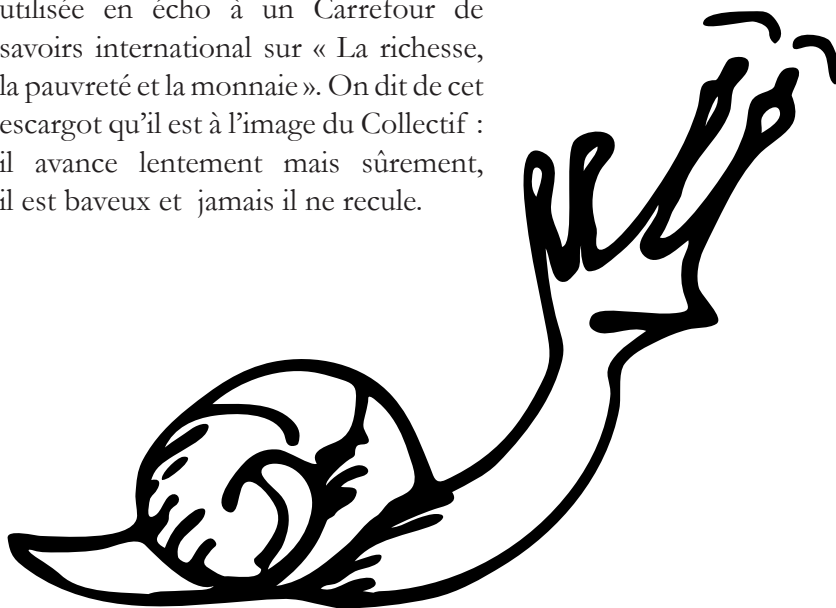 utilisée en écho à un Carrefour de
savoirs international sur « La richesse,
la pauvreté et la monnaie ». On dit de cet
escargot qu’il est à l’image du Collectif :
il avance lentement mais sûrement,
il est baveux et jamais il ne recule.